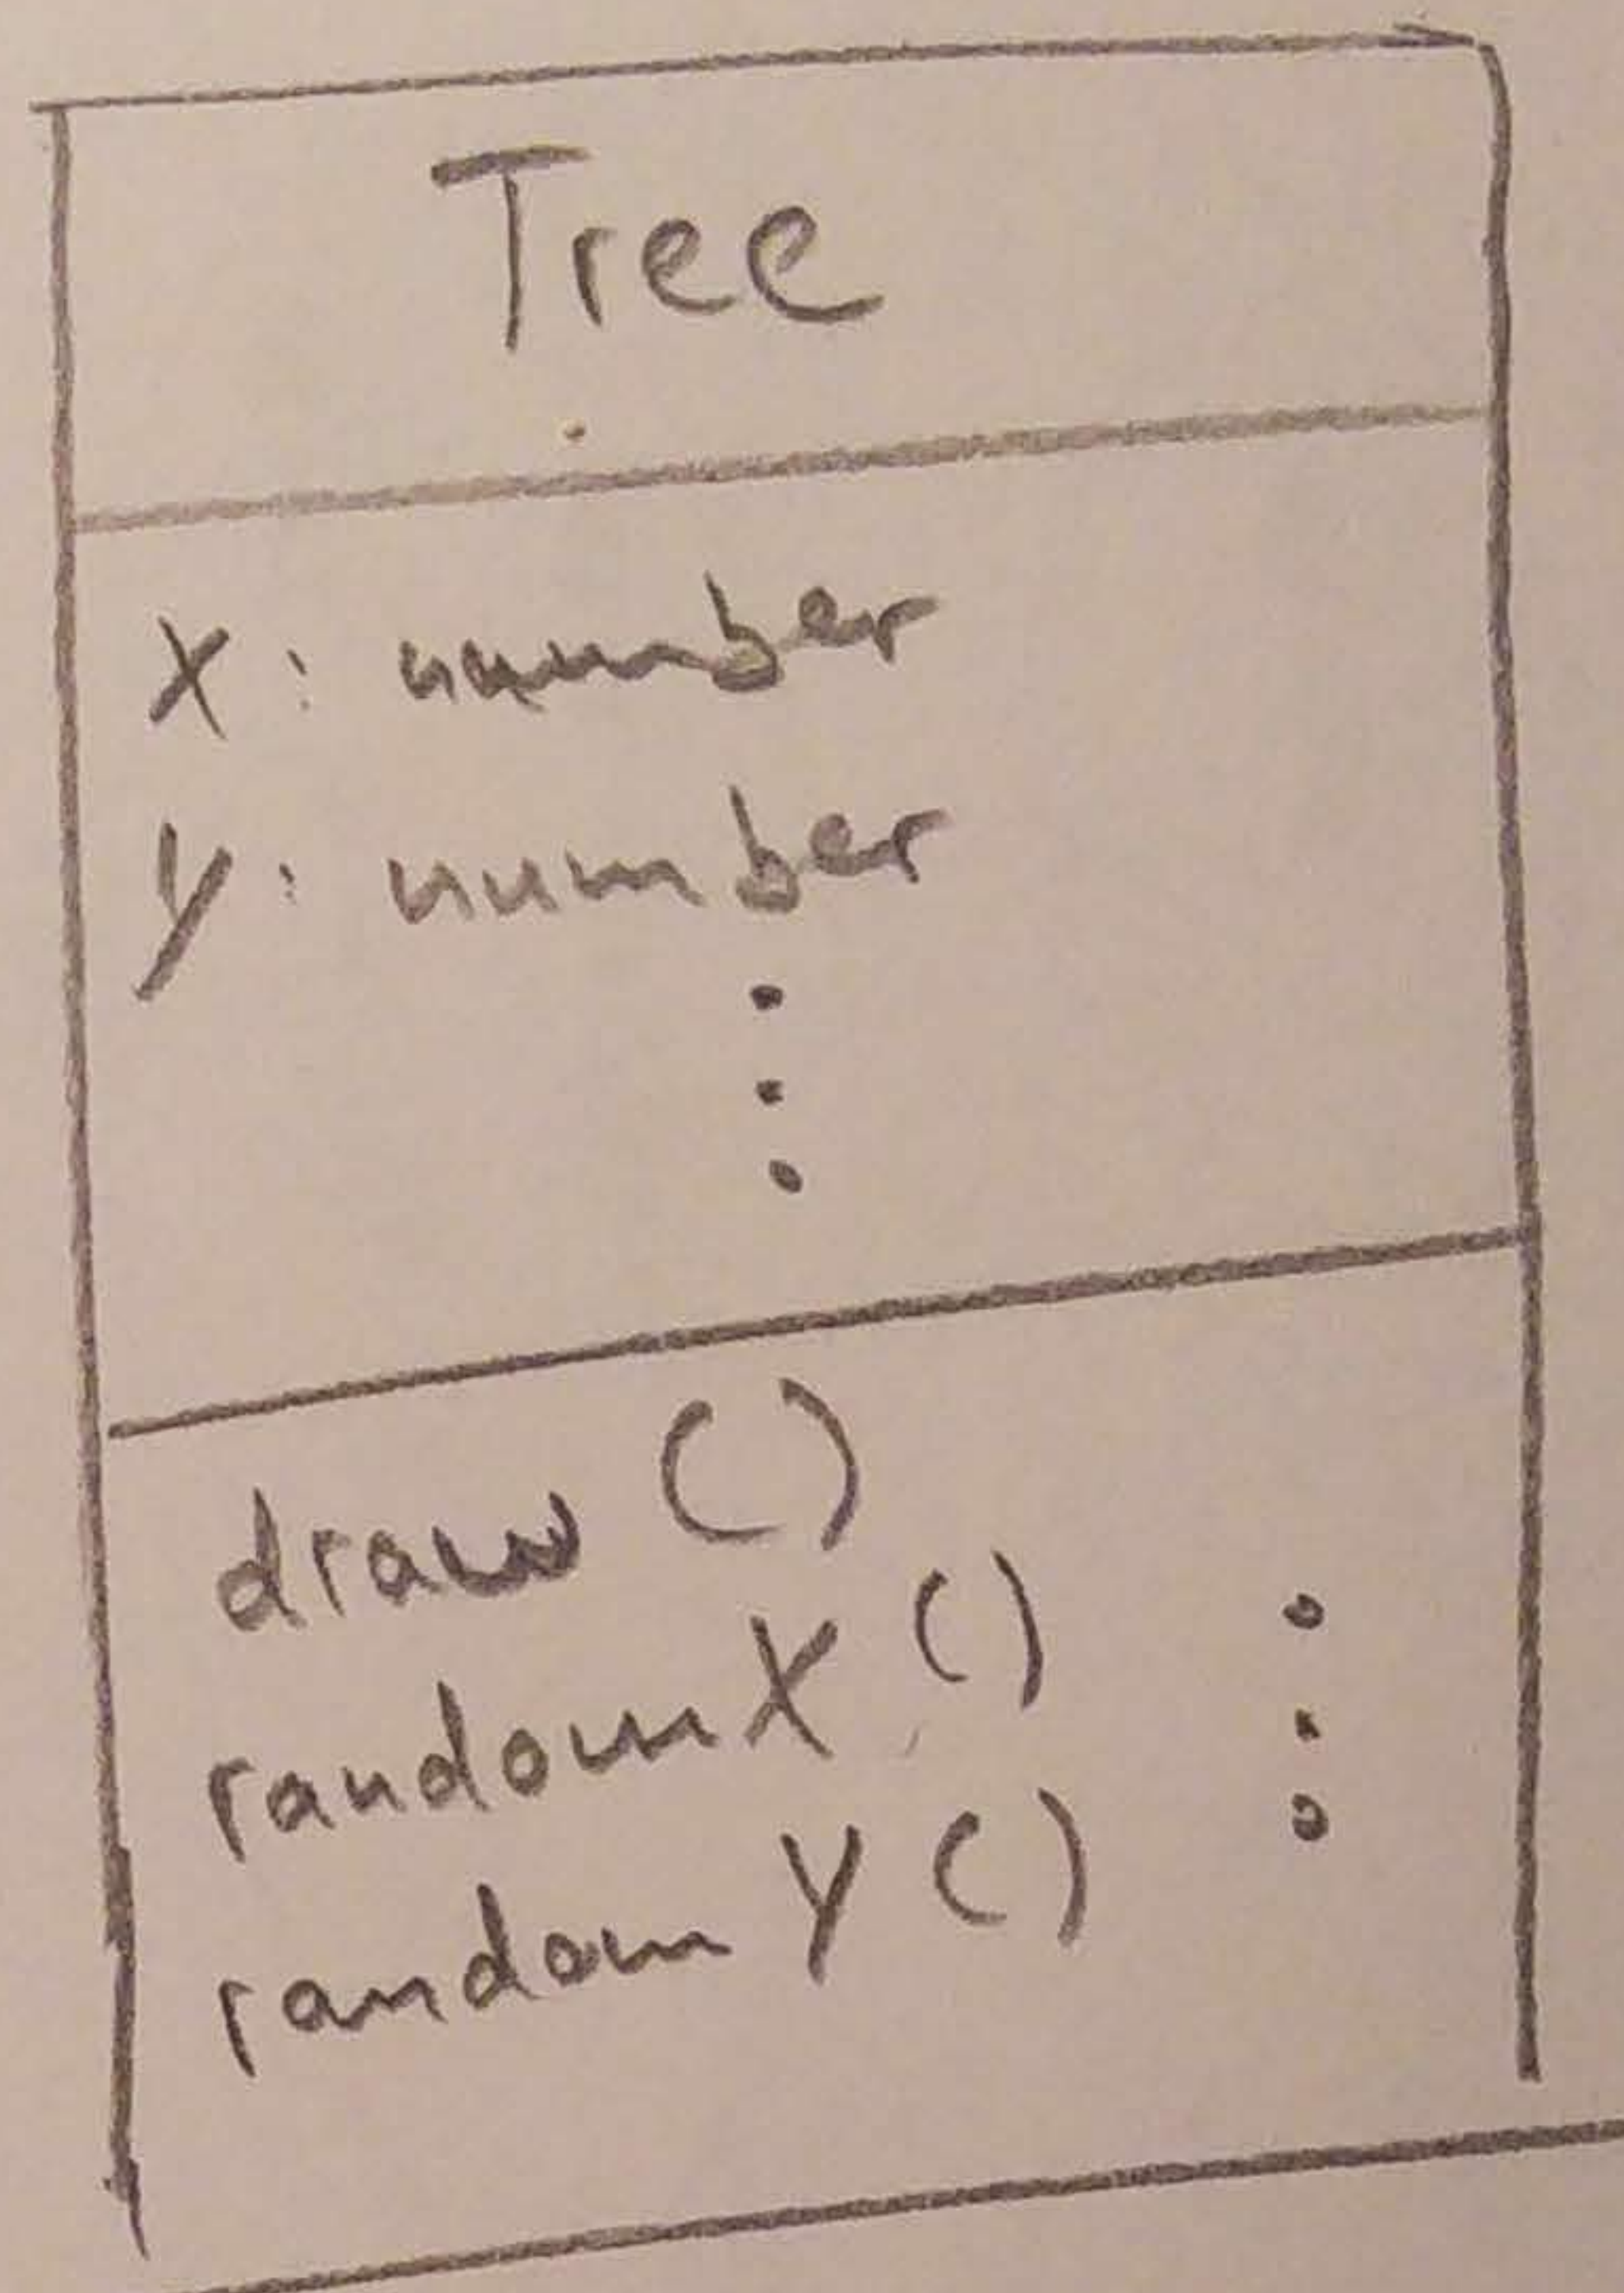 Tree
x: number
y: number
draw()
randomX()
randomY()